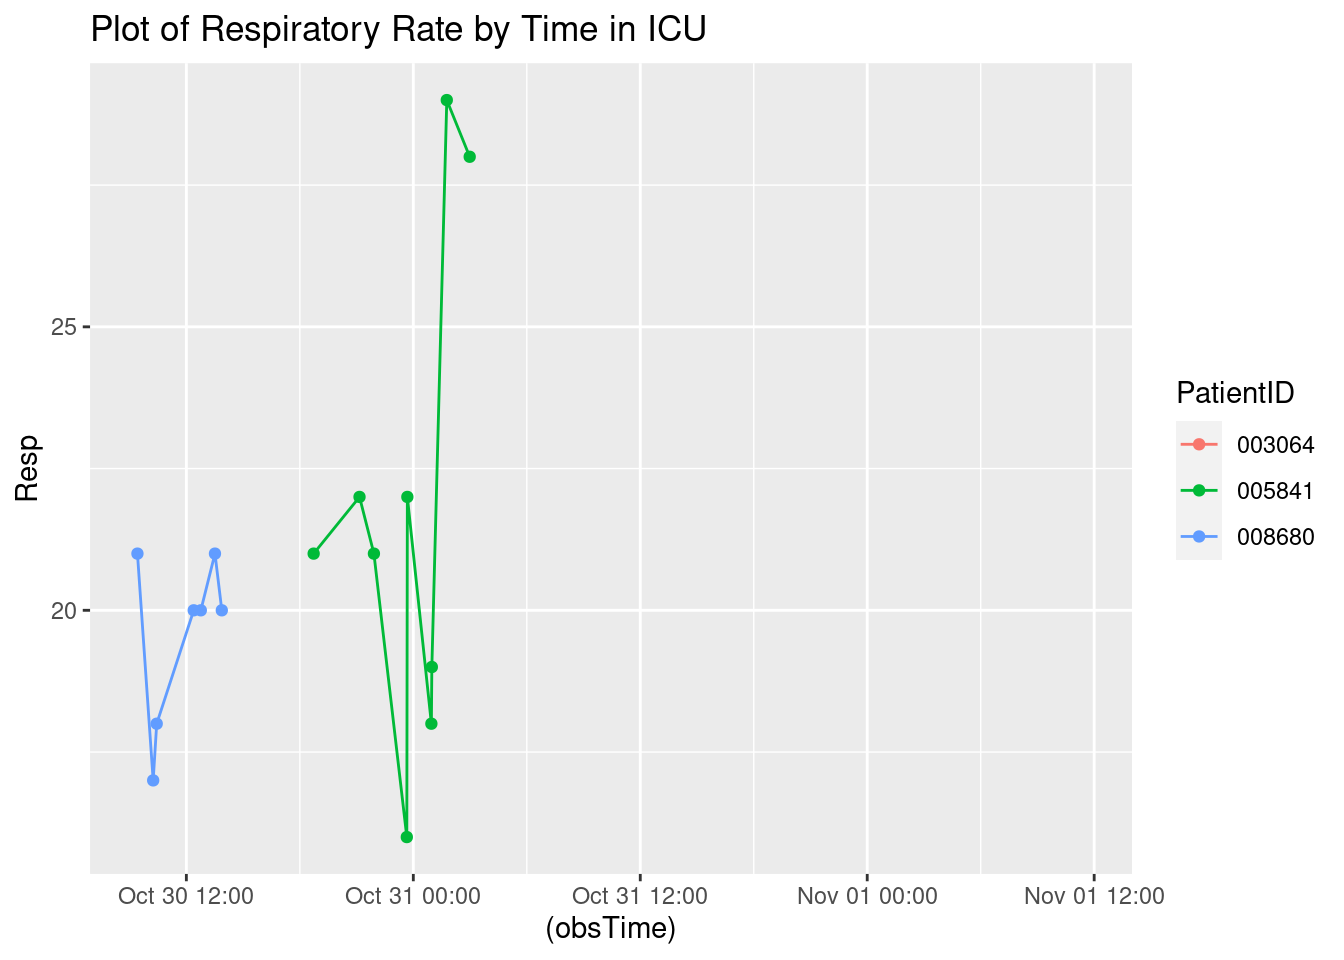 Plot of Respiratory Rate by Time in ICU
25
20
Resp
Oct 30 12:00
Oct 31 00:00
Oct 31 12:00
Nov 01 00:00
Nov 01 12:00
(obsTime)
PatientID
003064
005841
008680